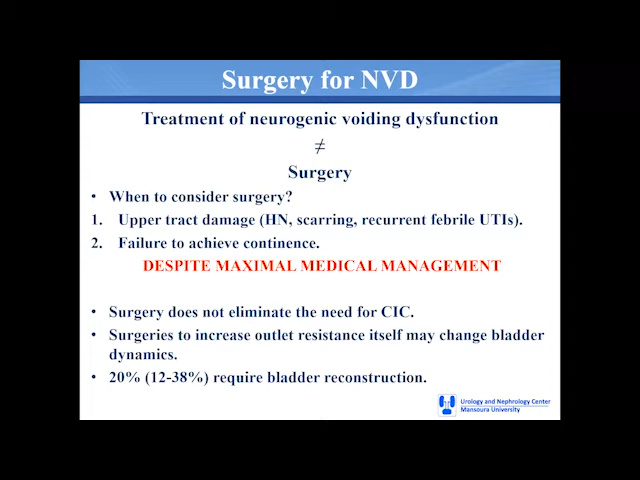 Surgery for NVD
Treatment of neurogenic voiding dysfunction
≠
Surgery
• When to consider surgery?
1. Upper tract damage (HN, scarring, recurrent febrile UTIs).
2. Failure to achieve continence.
DESPITE MAXIMAL MEDICAL MANAGEMENT
• Surgery does not eliminate the need for CIC.
• Surgeries to increase outlet resistance itself may change bladder
dynamics.
• 20% (12-38%) require bladder reconstruction.
Urology and Nephrology Center
Mansoura University